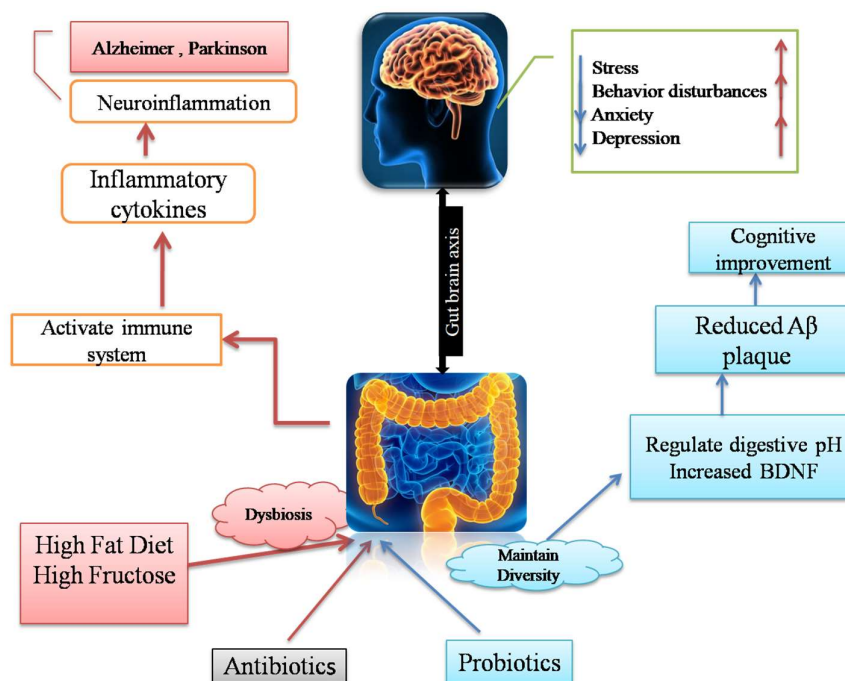 Alzheimer , Parkinson
Neuroinflammation
Inflammatory
cytokines
Activate immune
system
Stress
Behavior disturbances
Anxiety
Depression
Gut brain axis
Cognitive
improvement
Reduced Aβ
plaque
Regulate digestive pH
Increased BDNF
Dysbiosis
High Fat Diet
High Fructose
Maintain
Diversity
Antibiotics
Probiotics